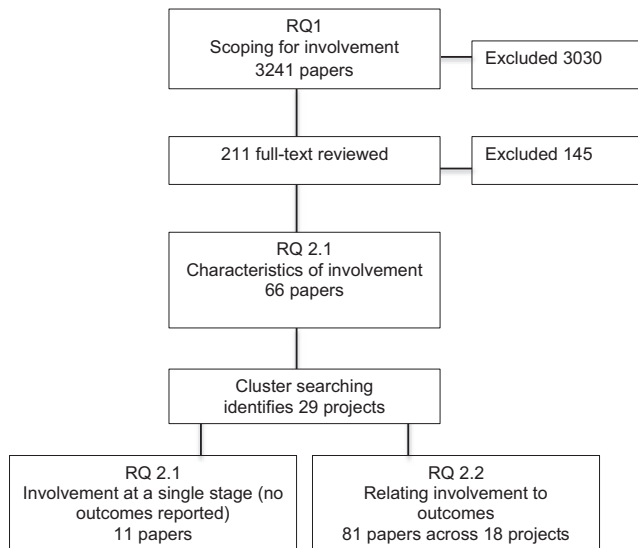 RQ1
Scoping for involvement
3241 papers
Excluded 3030
211 full-text reviewed
Excluded 145
RQ 2.1
Characteristics of involvement
66 papers
Cluster searching
identifies 29 projects
RQ 2.1
Involvement at a single stage (no
outcomes reported)
11 papers
RQ 2.2
Relating involvement to
outcomes
81 papers across 18 projects